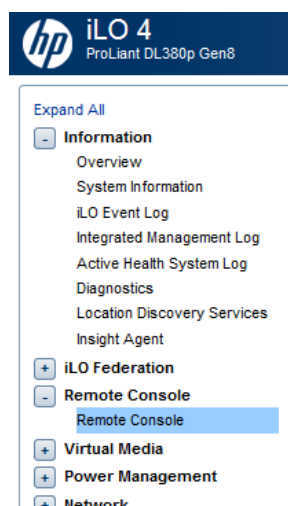 hp
iLO 4
ProLiant DL380p Gen8
Expand All
- Information
Overview
System Information
iLO Event Log
Integrated Management Log
Active Health System Log
Diagnostics
Location Discovery Services
Insight Agent
+ iLO Federation
- Remote Console
Remote Console
+ Virtual Media
+ Power Management
+ Network